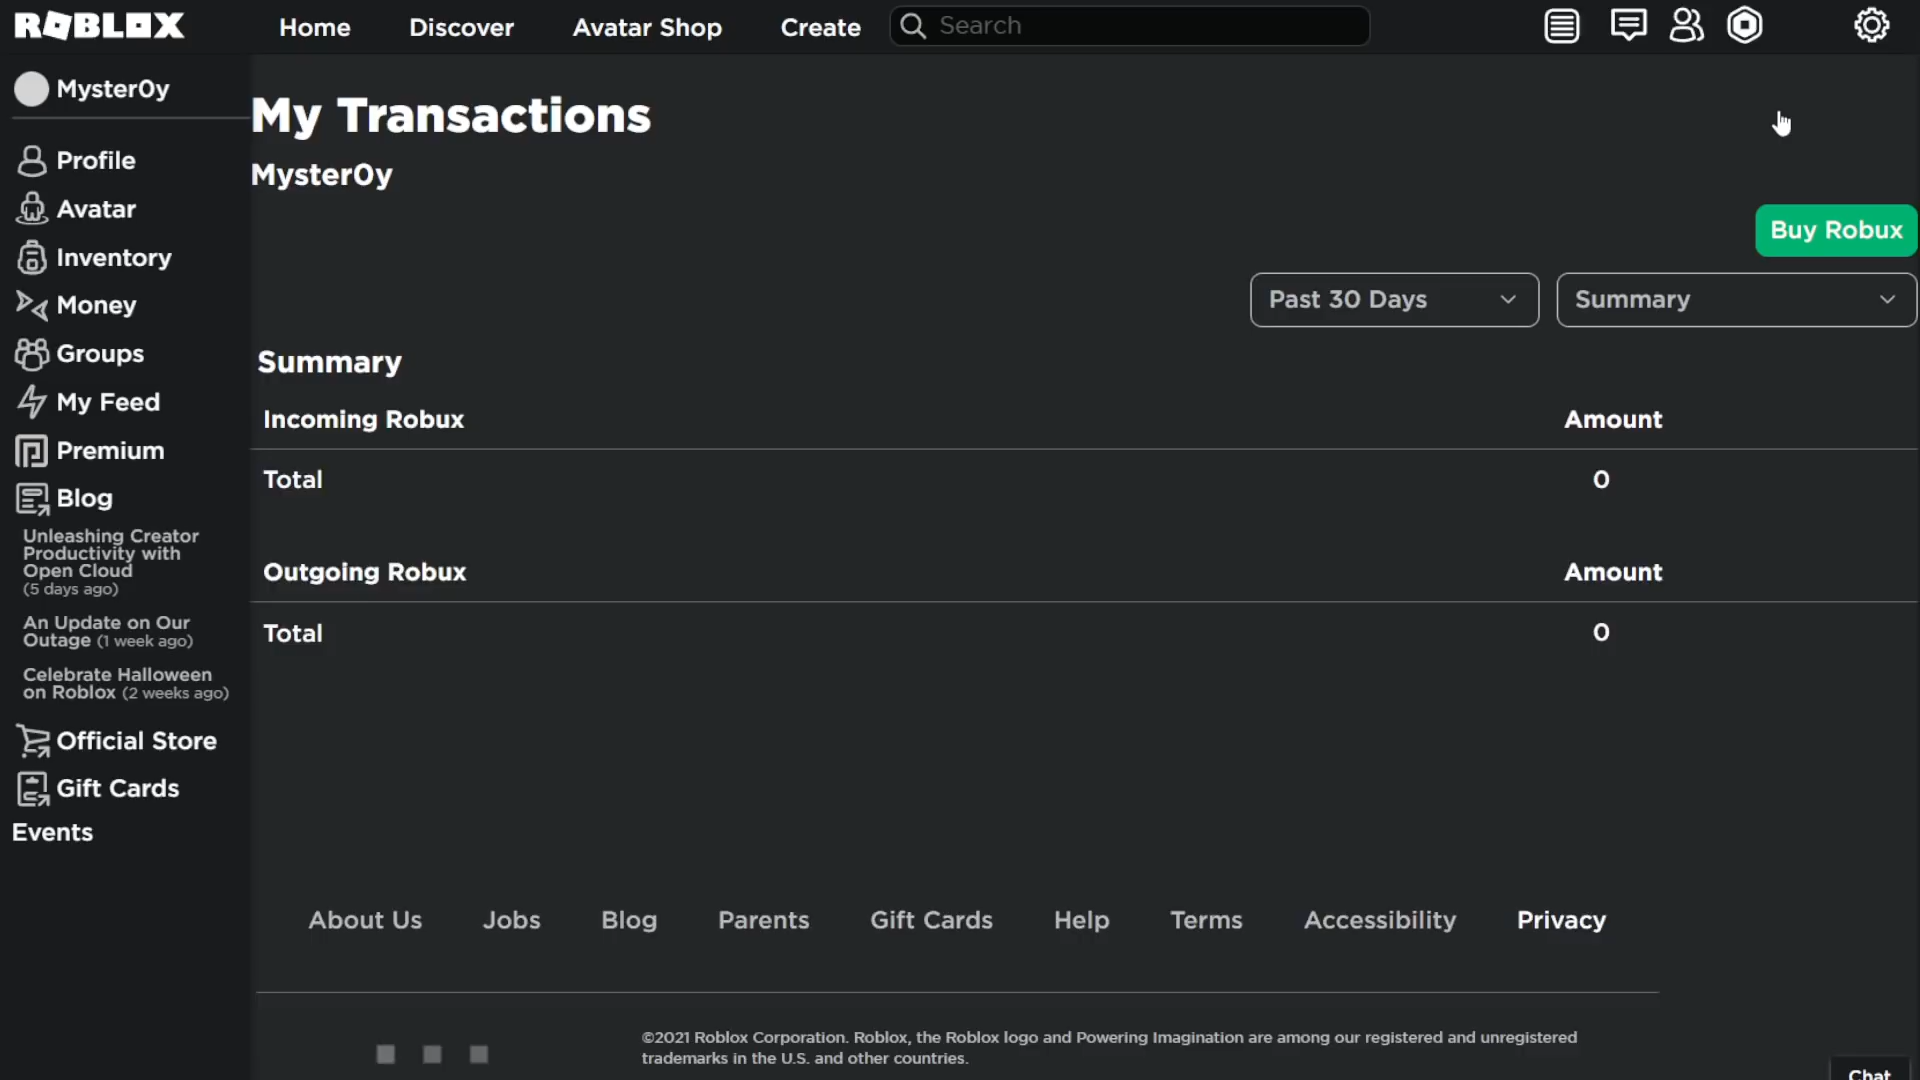 ROBLOX
Home
Discover
Avatar Shop
Create
Search
Myster0y
Profile
Avatar
Inventory
Money
Groups
My Feed
Premium
Blog
Unleashing Creator
Productivity with
Open Cloud
(5 days ago)
An Update on Our
Outage (1 week ago)
Celebrate Halloween
on Roblox (2 weeks ago)
Official Store
Gift Cards
Events
My Transactions
Myster0y
Buy Robux
Past 30 Days
Summary
Summary
Incoming Robux Amount
Total 0
Outgoing Robux Amount
Total 0
About Us
Jobs
Blog
Parents
Gift Cards
Help
Terms
Accessibility
Privacy
©2021 Roblox Corporation. Roblox, the Roblox logo and Powering Imagination are among our registered and unregistered
trademarks in the U.S. and other countries.
Chat